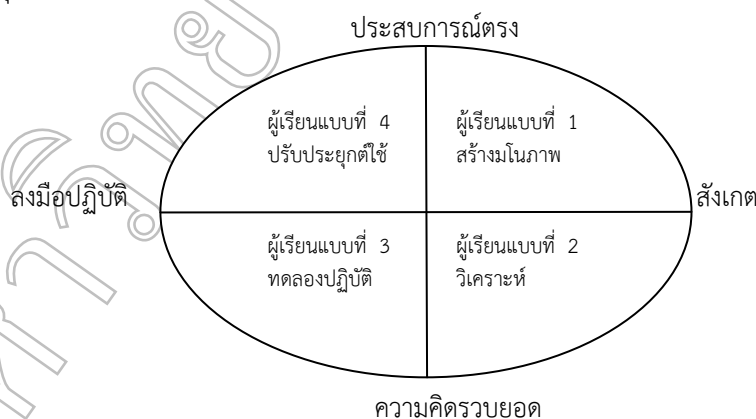 ประสบการณ์ตรง
ผู้เรียนแบบที่ 4
ปรับประยุกต์ใช้
ผู้เรียนแบบที่ 1
สร้างมโนภาพ
ลงมือปฏิบัติ
สังเกต
ผู้เรียนแบบที่ 3
ทดลองปฏิบัติ
ผู้เรียนแบบที่ 2
วิเคราะห์
ความคิดรวบยอด